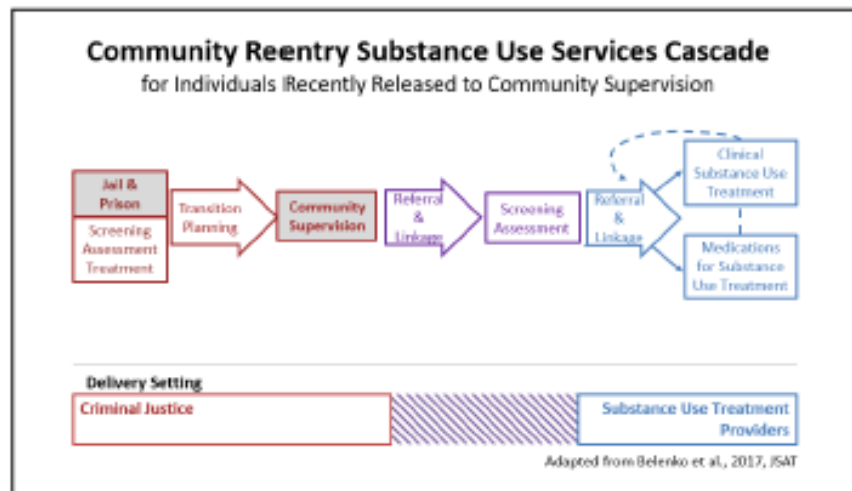 Community Reentry Substance Use Services Cascade
for Individuals Recently Released to Community Supervision
Jail &
Prison
Screening
Assessment
Treatment
Transition
Planning
Community
Supervision
Referral
&
Linkage
Screening
Assessment
Referral
&
Linkage
Clinical
Substance Use
Treatment
Medications
for Substance
Use Treatment
Delivery Setting
Criminal Justice
Substance Use Treatment
Providers
Adapted from Belenko et al., 2017, JSAT